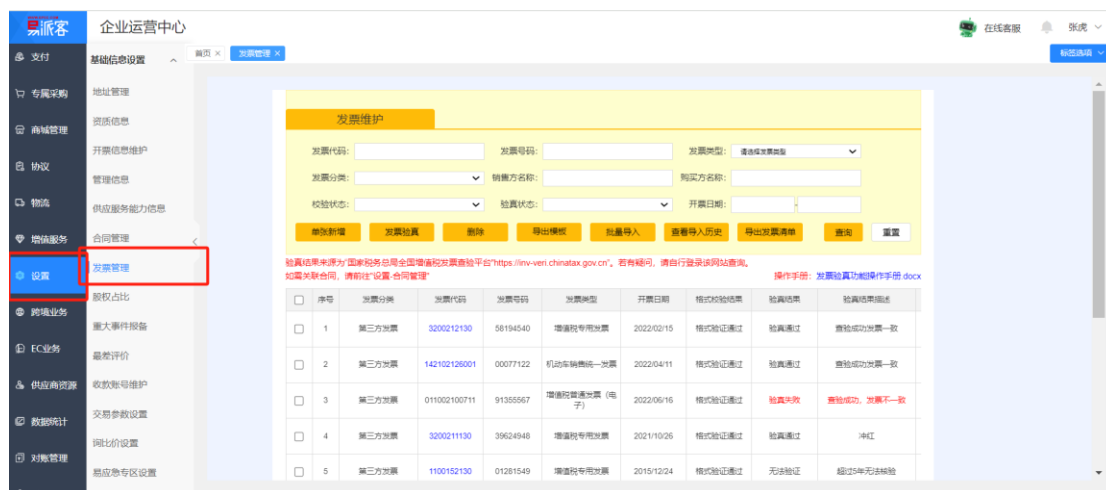 易派客
企业运营中心
在线客服
张虎
支付
专属采购
商城管理
协议
物流
增值服务
设置
跨境业务
EC业务
供应商资源
数据统计
对账管理
基础信息设置
地址管理
资质信息
开票信息维护
管理信息
供应服务能力信息
合同管理
发票管理
股权占比
重大事件报备
最差评价
收款账号维护
交易参数设置
询比价设置
易应急专区设置
首页 × 发票管理 ×
标签选项
发票维护
发票代码: 发票号码: 发票类型: 请选择发票类型
发票分类: 销售方名称: 购买方名称:
校验状态: 验真状态: 开票日期: -
单张新增 发票验真 删除 导出模板 批量导入 查看导入历史 导出发票清单 查询 重置
验真结果来源为"国家税务总局全国增值税发票查验平台"https://inv-veri.chinatax.gov.cn"。若有疑问，请自行登录该网站查询。
如需关联合同，请前往"设置-合同管理"
操作手册: 发票验真功能操作手册.docx
序号 发票分类 发票代码 发票号码 发票类型 开票日期 格式校验结果 验真结果 验真结果描述
1 第三方发票 3200212130 58194540 增值税专用发票 2022/02/15 格式验证通过 验真通过 查验成功发票一致
2 第三方发票 142102126001 00077122 机动车销售统一发票 2022/04/11 格式验证通过 验真通过 查验成功发票一致
3 第三方发票 011002100711 91355567 增值税普通发票（电子） 2022/06/16 格式验证通过 验真失败 查验成功，发票不一致
4 第三方发票 3200211130 39624948 增值税专用发票 2021/10/26 格式验证通过 验真通过 冲红
5 第三方发票 1100152130 01281549 增值税专用发票 2015/12/24 格式验证通过 无法验证 超过5年无法核验